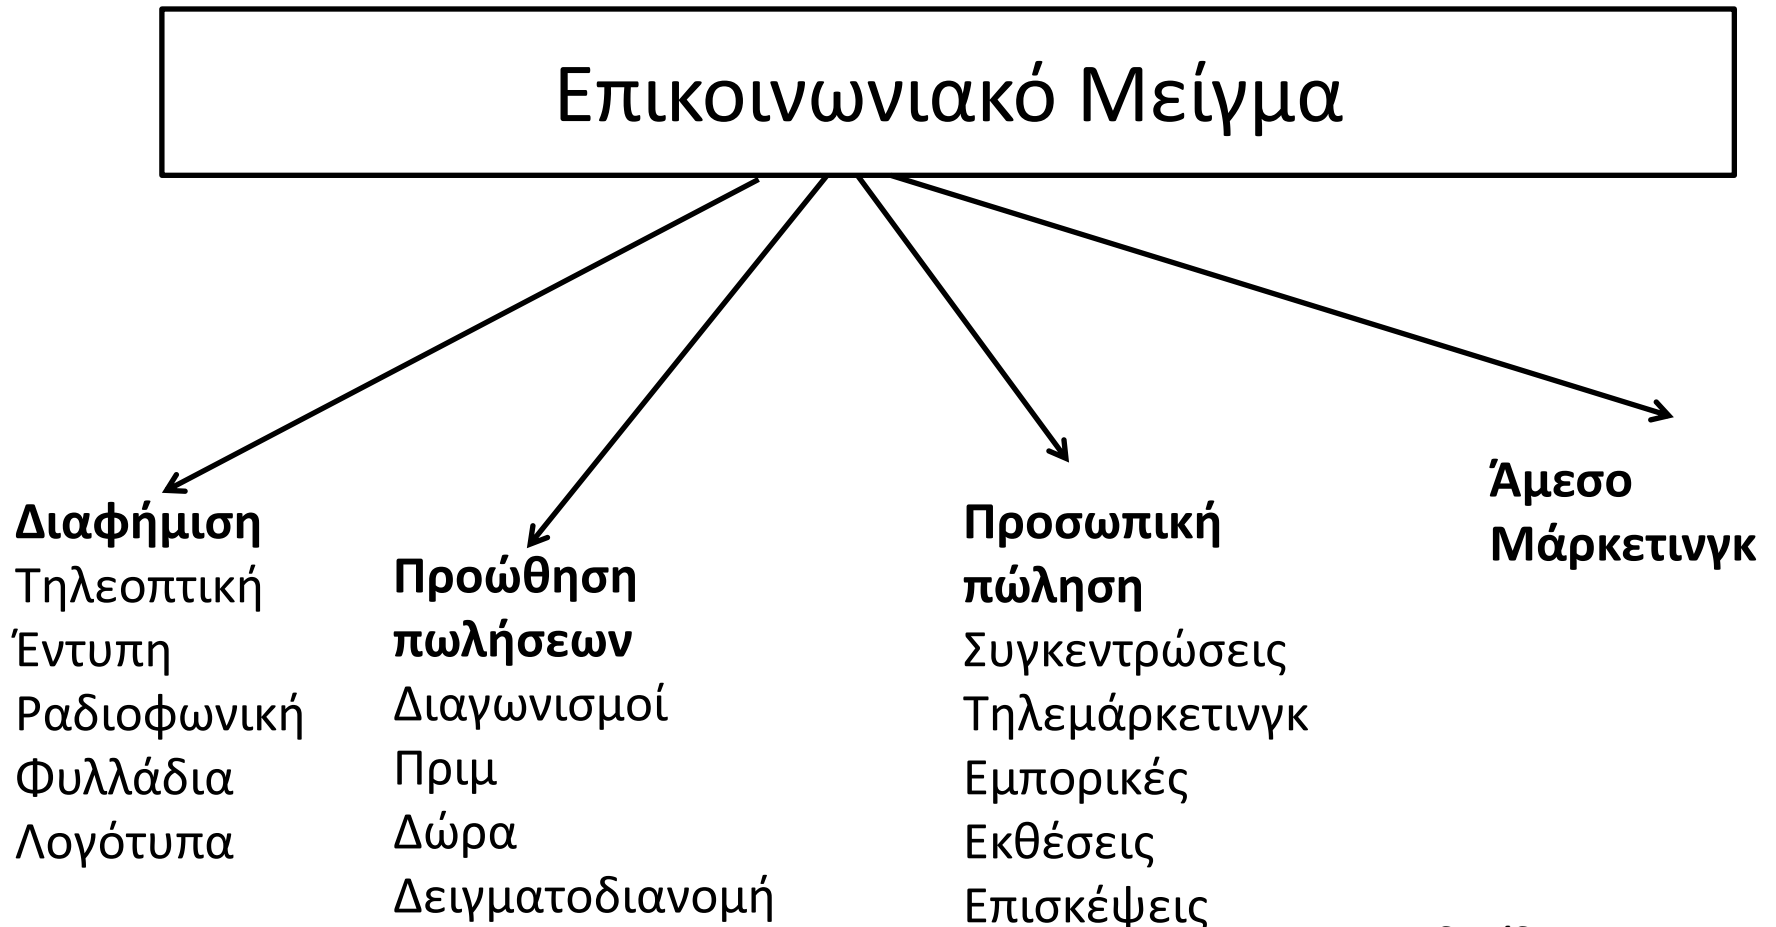 Επικοινωνιακό Μείγμα
Διαφήμιση
Τηλεοπτική
Έντυπη
Ραδιοφωνική
Φυλλάδια
Λογότυπα
Προώθηση
πωλήσεων
Διαγωνισμοί
Πριμ
Δώρα
Δειγματοδιανομή
Προσωπική
πώληση
Συγκεντρώσεις
Τηλεμάρκετινγκ
Εμπορικές
Εκθέσεις
Επισκέψεις
Άμεσο
Μάρκετινγκ